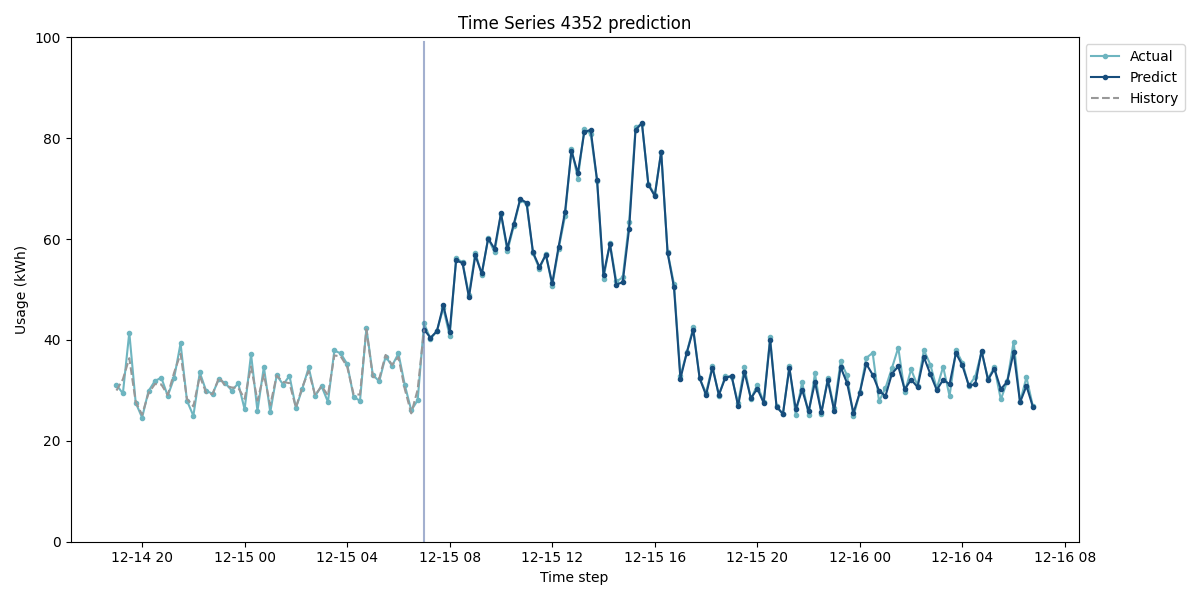 Time Series 4352 prediction
Usage (kWh)
100
80
60
40
20
0
12-14 20
12-15 00
12-15 04
12-15 08
12-15 12
12-15 16
12-15 20
12-16 00
12-16 04
12-16 08
Time step
Actual
Predict
History